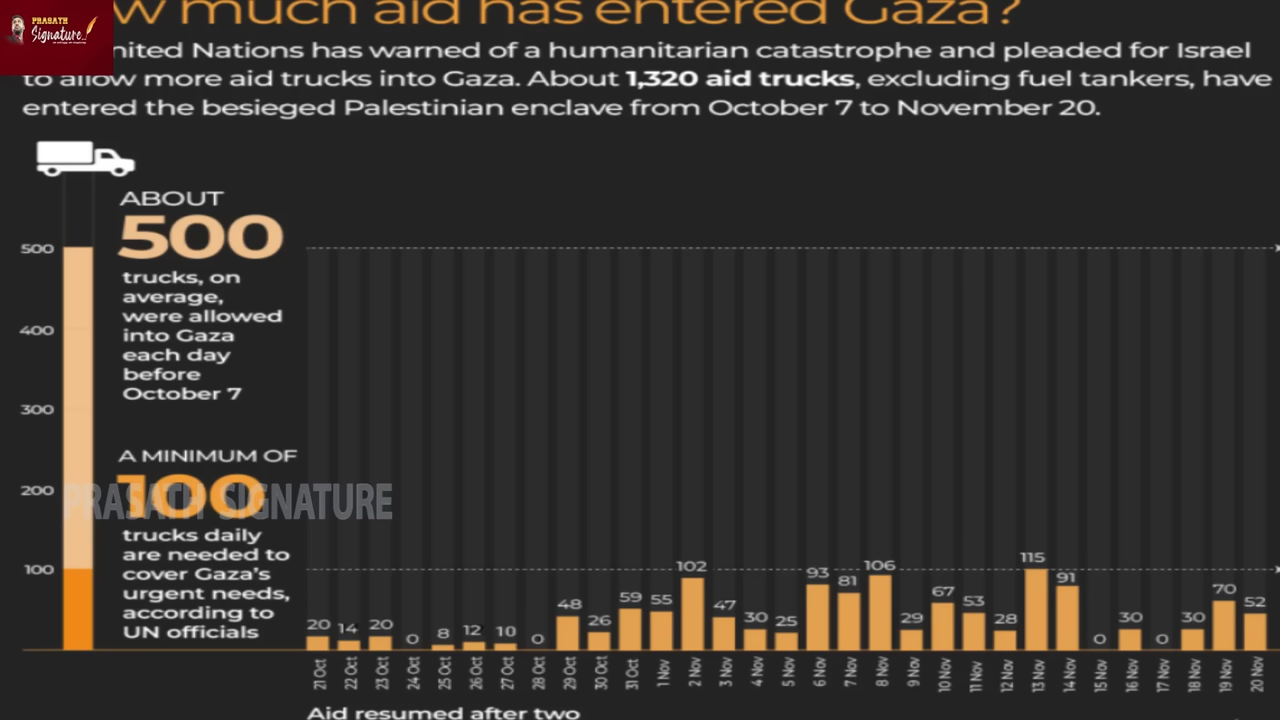 PRASATH
Signature..!
w much aid has entered Gaza?
nited Nations has warned of a humanitarian catastrophe and pleaded for Israel
to allow more aid trucks into Gaza. About 1,320 aid trucks, excluding fuel tankers, have
entered the besieged Palestinian enclave from October 7 to November 20.
ABOUT
500
trucks, on
average,
were allowed
into Gaza
each day
before
October 7
A MINIMUM OF
100
PRASATH SIGNATURE
trucks daily
are needed to
cover Gaza's
urgent needs,
according to
UN officials
500
400
300
200
100
20 14 20 0 8 12 10 0 48 26 59 55 102 47 30 25 93 81 106 29 67 53 28 115 91 0 30 0 30 70 52
21 Oct 22 Oct 23 Oct 24 Oct 25 Oct 26 Oct 27 Oct 28 Oct 29 Oct 30 Oct 31 Oct 1 Nov 2 Nov 3 Nov 4 Nov 5 Nov 6 Nov 7 Nov 8 Nov 9 Nov 10 Nov 11 Nov 12 Nov 13 Nov 14 Nov 15 Nov 16 Nov 17 Nov 18 Nov 19 Nov 20 Nov
Aid resumed after two